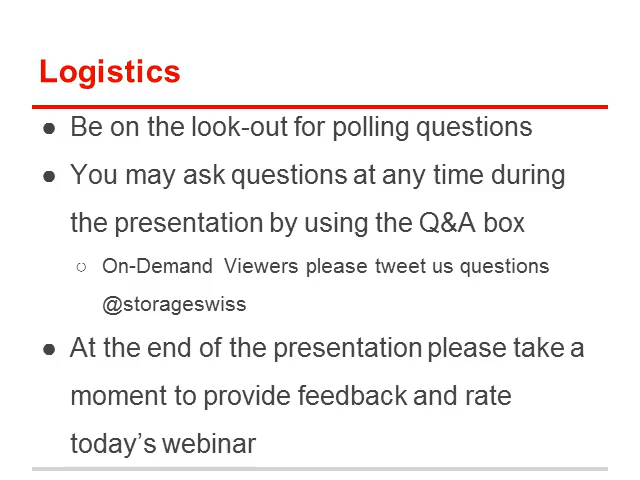 Logistics
● Be on the look-out for polling questions
● You may ask questions at any time during
the presentation by using the Q&A box
○ On-Demand Viewers please tweet us questions
@storageswiss
● At the end of the presentation please take a
moment to provide feedback and rate
today’s webinar